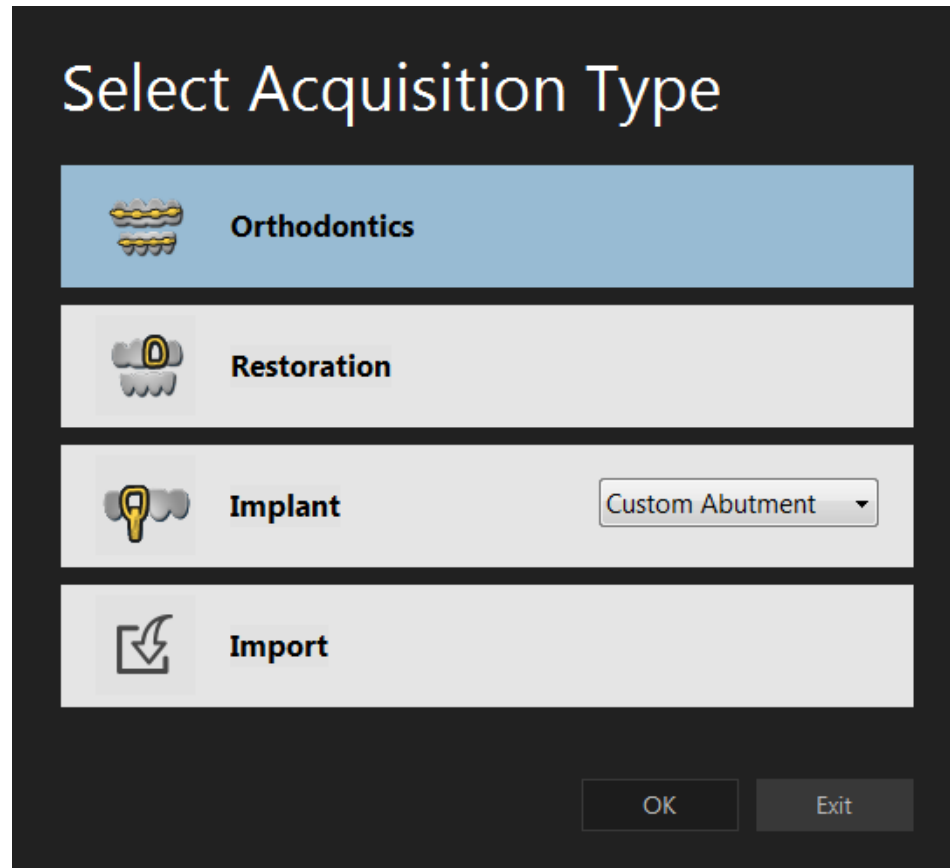 Select Acquisition Type
Orthodontics
Restoration
Implant
Custom Abutment
Import
OK
Exit